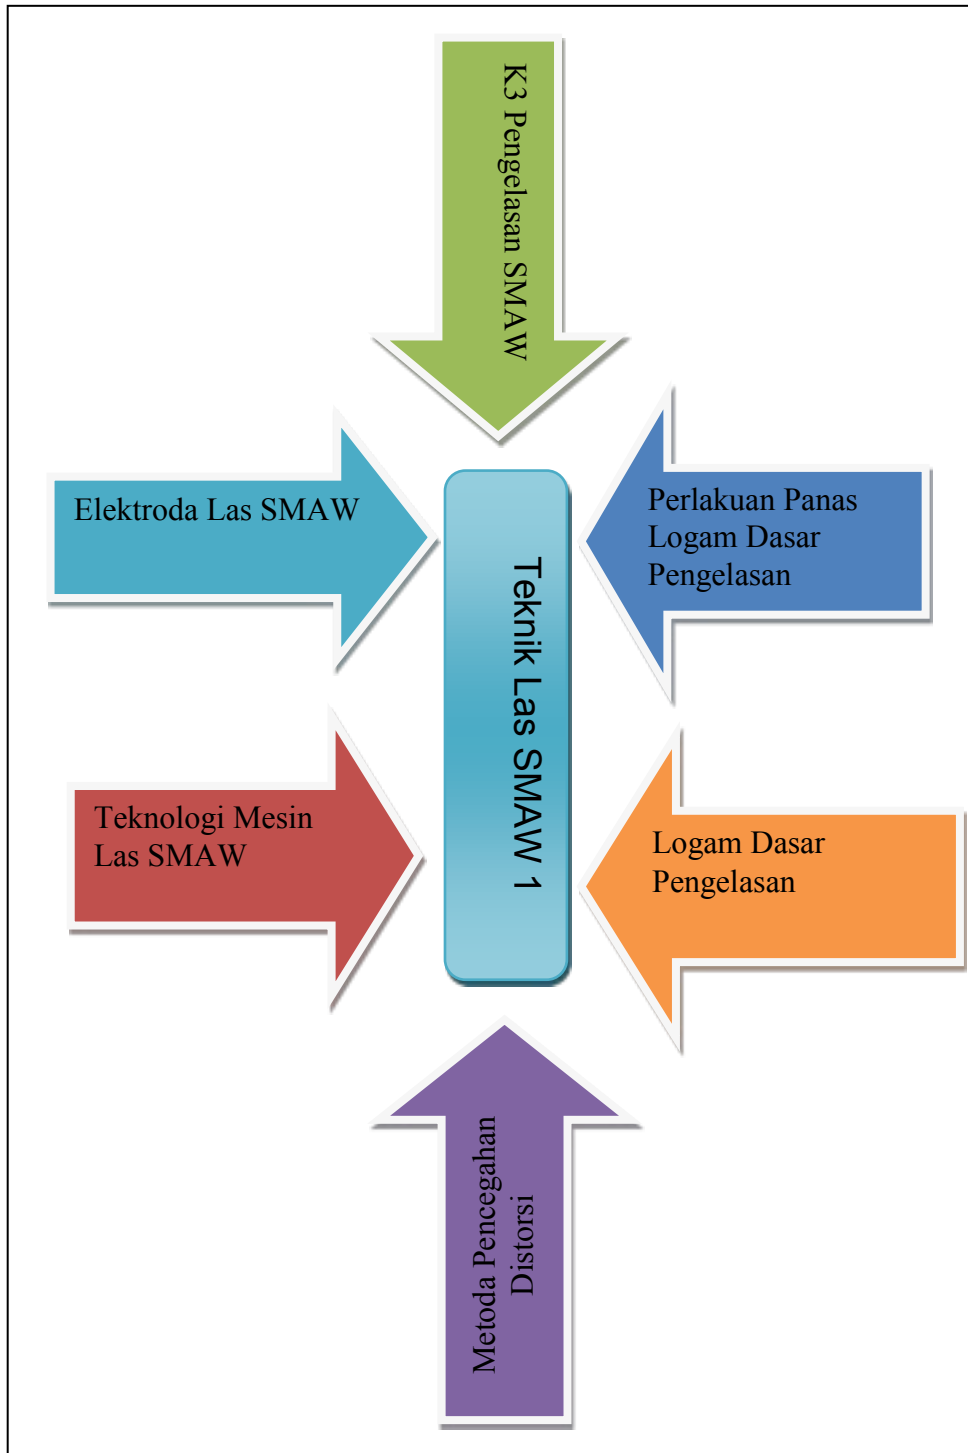 K3 Pengelasan SMAW
Elektroda Las SMAW
Perlakuan Panas
Logam Dasar
Pengelasan
Teknik Las SMAW 1
Teknologi Mesin
Las SMAW
Logam Dasar
Pengelasan
Metoda Pencegahan
Distorsi